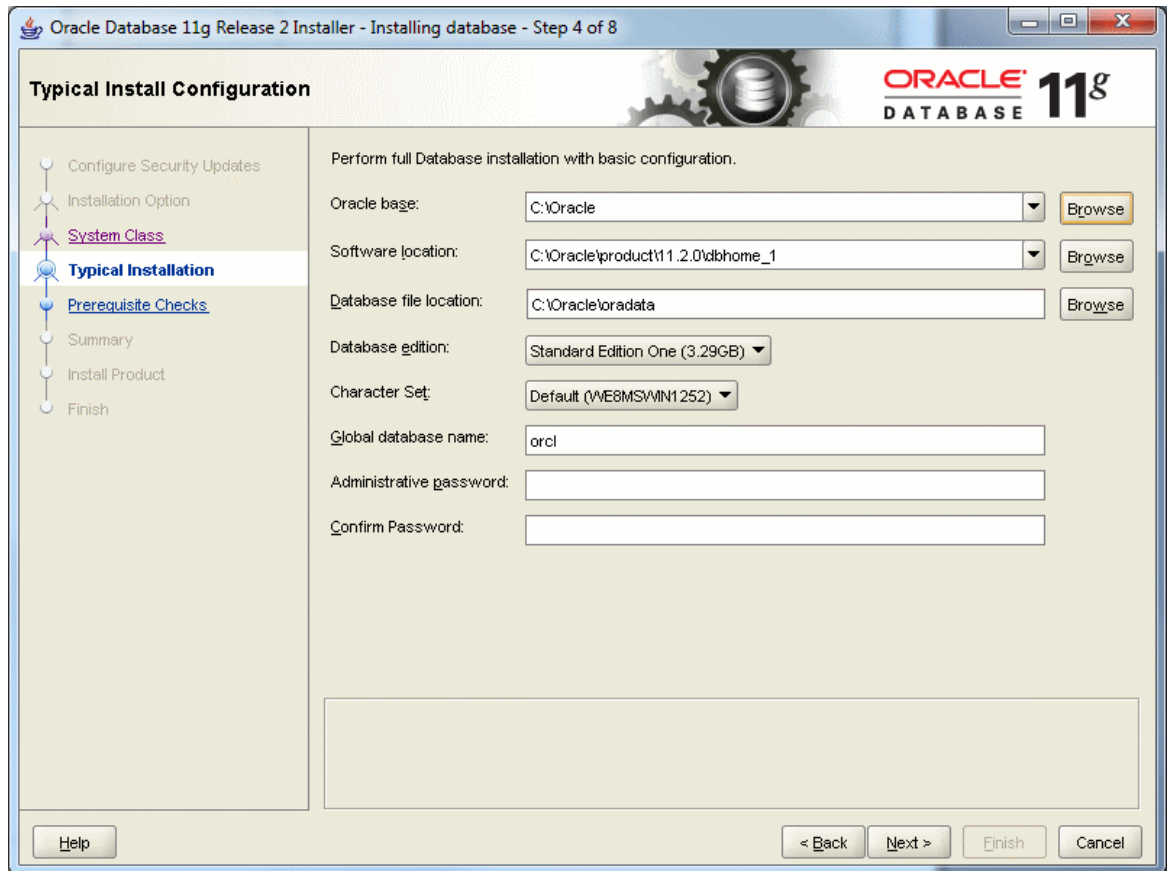 Oracle Database 11g Release 2 Installer - Installing database - Step 4 of 8
Typical Install Configuration
ORACLE 11g
DATABASE
Configure Security Updates
Installation Option
System Class
Typical Installation
Prerequisite Checks
Summary
Install Product
Finish
Perform full Database installation with basic configuration.
Oracle base: C:\Oracle Browse
Software location: C:\Oracle\product\11.2.0\dbhome_1 Browse
Database file location: C:\Oracle\oradata Browse
Database edition: Standard Edition One (3.29GB)
Character Set: Default (WE8MSWIN1252)
Global database name: orcl
Administrative password:
Confirm Password:
Help < Back Next > Finish Cancel